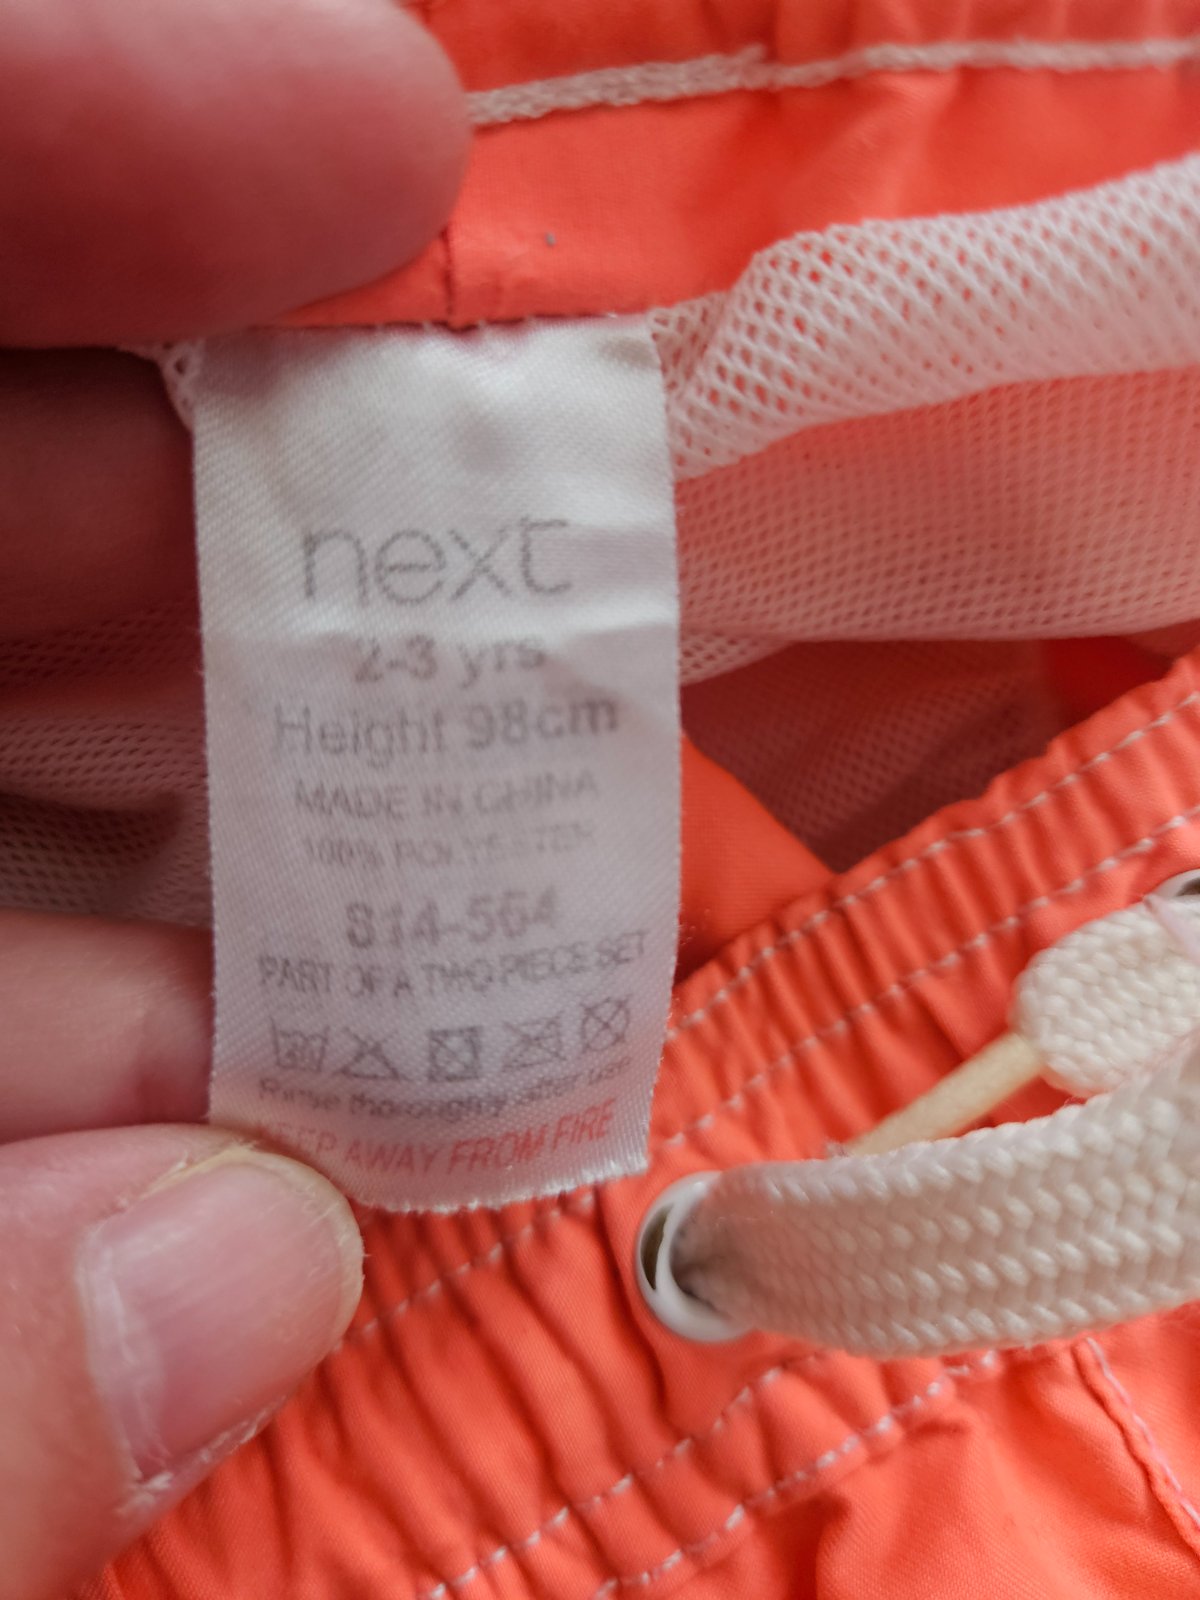 next
2-3 yrs
Height 98cm
MADE IN CHINA
100% POLYESTER
814-564
PART OF A TWO PIECE SET
Rinse thoroughly after use
KEEP AWAY FROM FIRE